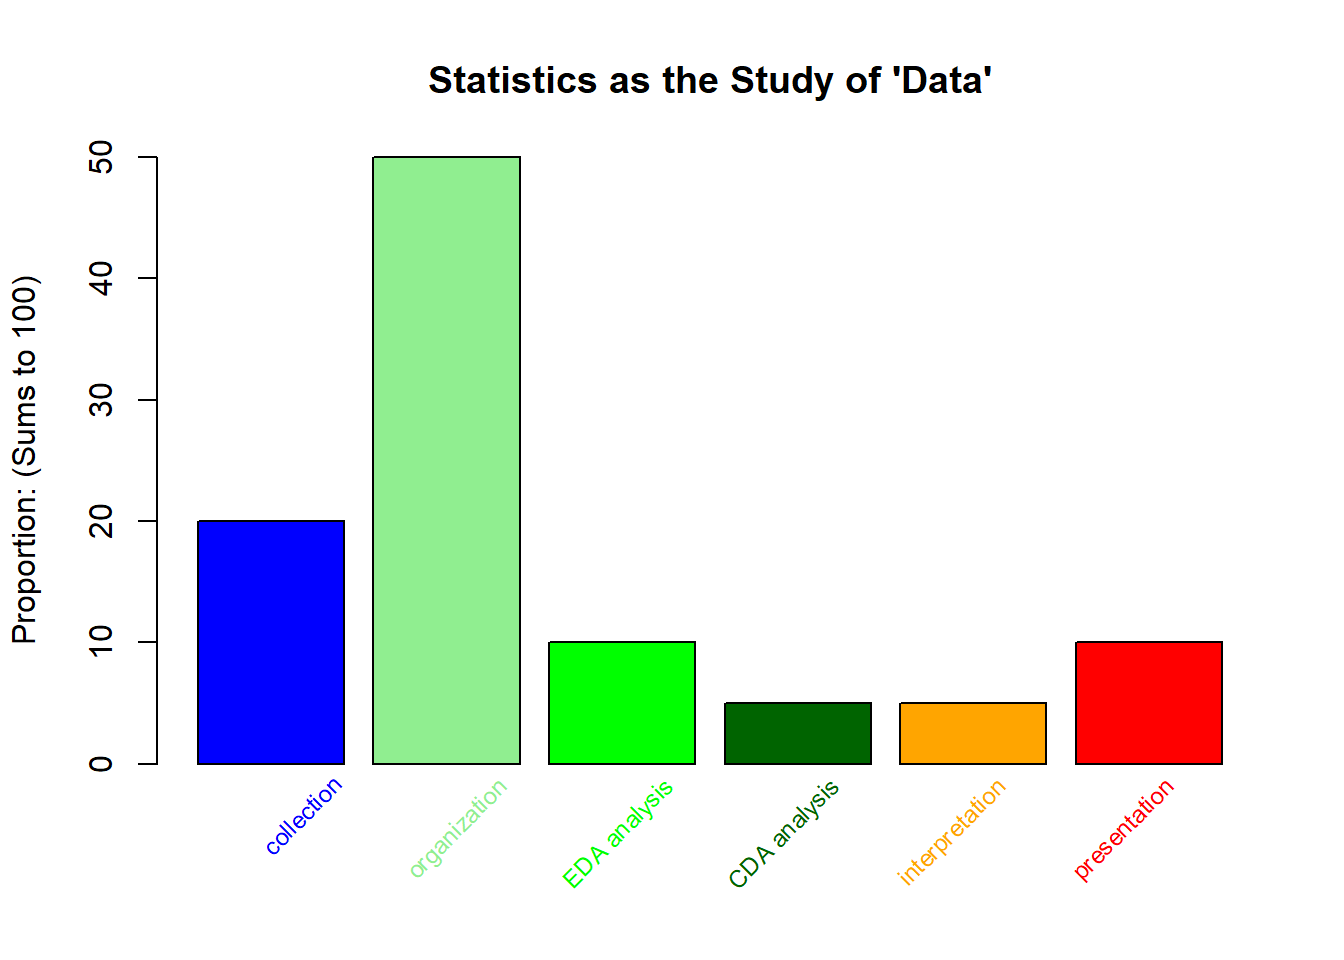 Statistics as the Study of 'Data'
Proportion: (Sums to 100)
50
40
30
20
10
0
collection
organization
EDA analysis
CDA analysis
interpretation
presentation